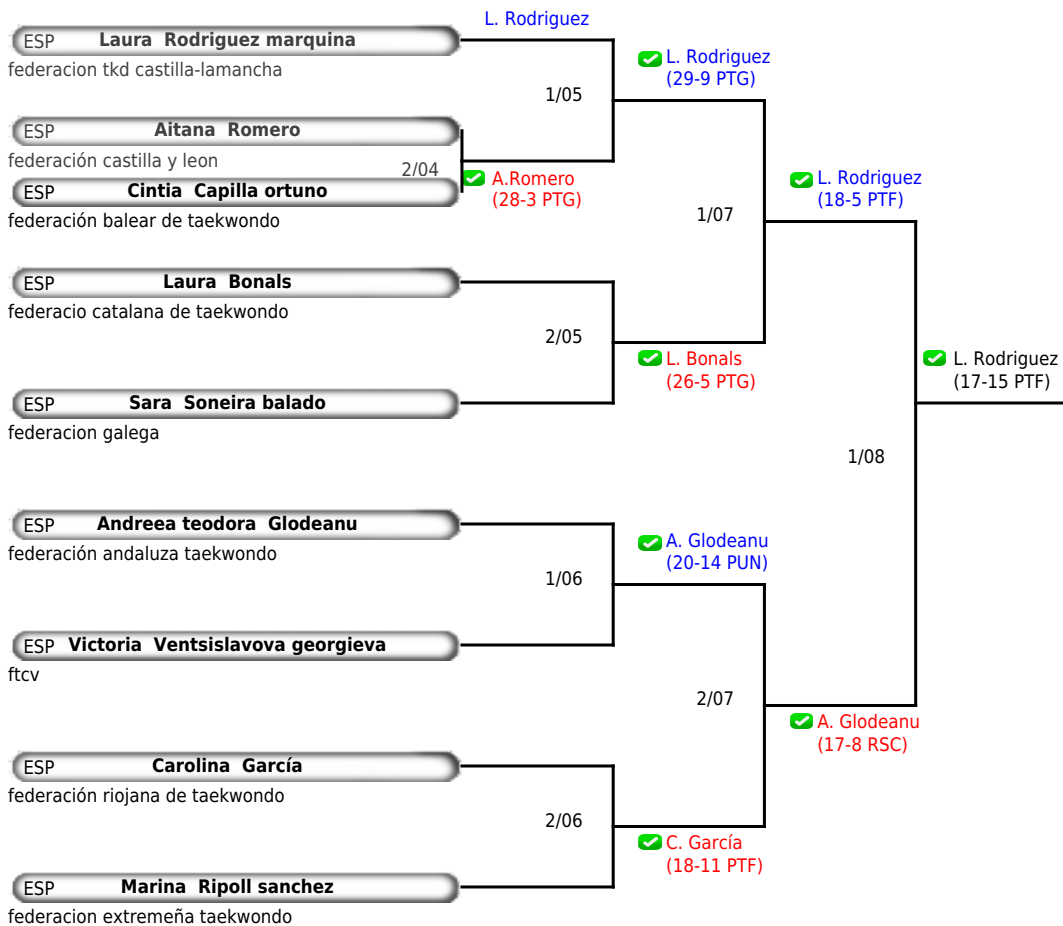 L. Rodriguez
ESP Laura Rodriguez marquina
federacion tkd castilla-lamancha
L. Rodriguez
(29-9 PTG)
1/05
ESP Aitana Romero
federación castilla y leon
2/04
A.Romero
(28-3 PTG)
ESP Cintia Capilla ortuno
federación balear de taekwondo
L. Rodriguez
(18-5 PTF)
1/07
ESP Laura Bonals
federacio catalana de taekwondo
2/05
L. Bonals
(26-5 PTG)
L. Rodriguez
(17-15 PTF)
ESP Sara Soneira balado
federacion galega
1/08
ESP Andreea teodora Glodeanu
federación andaluza taekwondo
A. Glodeanu
(20-14 PUN)
1/06
ESP Victoria Ventsislavova georgieva
ftcv
2/07
A. Glodeanu
(17-8 RSC)
ESP Carolina García
federación riojana de taekwondo
2/06
C. García
(18-11 PTF)
ESP Marina Ripoll sanchez
federacion extremeña taekwondo